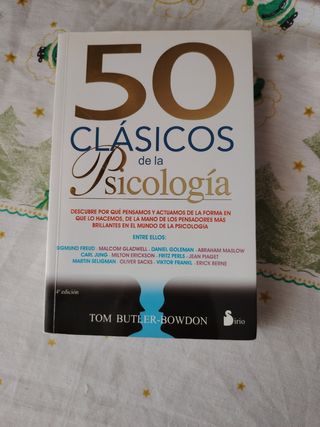 50
CLÁSICOS
de la
Psicología
DESCUBRE POR QUÉ PENSAMOS Y ACTUAMOS DE LA FORMA EN
QUE LO HACEMOS, DE LA MANO DE LOS PENSADORES MÁS
BRILLANTES EN EL MUNDO DE LA PSICOLOGÍA
ENTRE ELLOS:
SIGMUND FREUD · MALCOM GLADWELL · DANIEL GOLEMAN · ABRAHAM MASLOW
CARL JUNG · MILTON ERICKSON · FRITZ PERLS · JEAN PIAGET
MARTIN SELIGMAN · OLIVER SACKS · VIKTOR FRANKL · ERICK BERNE
4ª edición
TOM BUTLER-BOWDON
Sirio